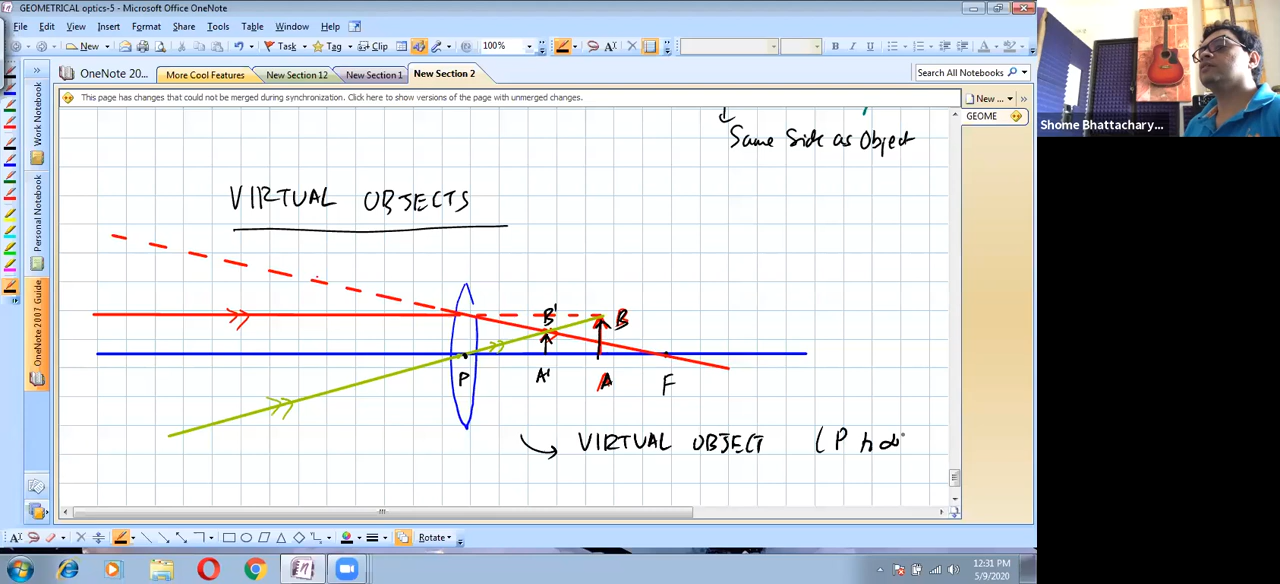 GEOMETRICAL optics-5 - Microsoft Office OneNote
File Edit View Insert Format Share Tools Table Window Help
New Task Tag Clip 100% B I U
OneNote 20... More Cool Features New Section 12 New Section 1 New Section 2 Search All Notebooks
This page has changes that could not be merged during synchronization. Click here to show versions of the page with unmerged changes.
New ...
GEOME
Work Notebook
Personal Notebook
OneNote 2007 Guide
Shome Bhattachary...
Same Side as Object
VIRTUAL OBJECTS
B' B
P A' A F
VIRTUAL OBJECT (P
Rotate
12:31 PM
5/9/2020